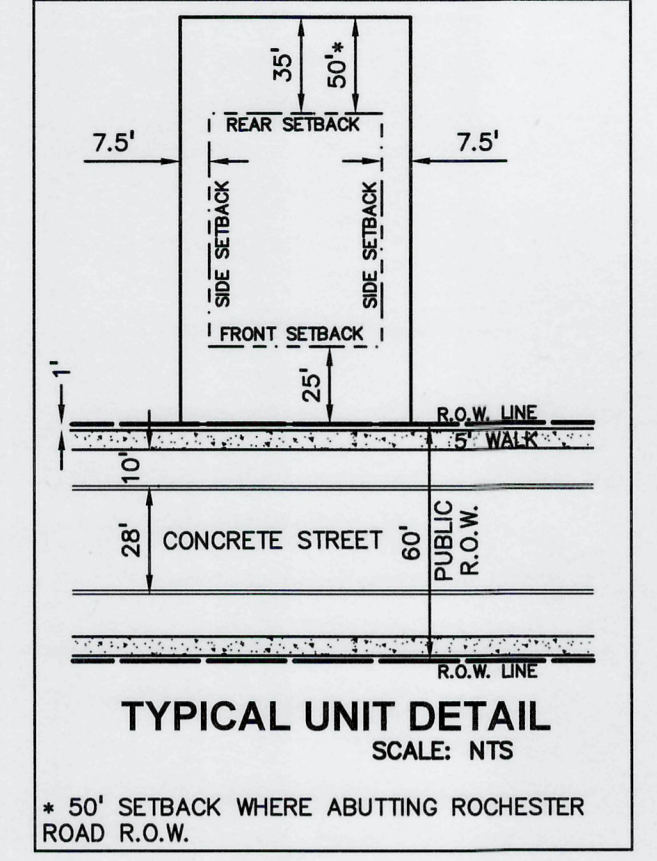 35'
50'*
7.5'
7.5'
REAR SETBACK
SIDE SETBACK
SIDE SETBACK
FRONT SETBACK
25'
1'
R.O.W. LINE
5' WALK
10'
28'
CONCRETE STREET
60'
PUBLIC
R.O.W.
R.O.W. LINE
TYPICAL UNIT DETAIL
SCALE: NTS
* 50' SETBACK WHERE ABUTTING ROCHESTER
ROAD R.O.W.